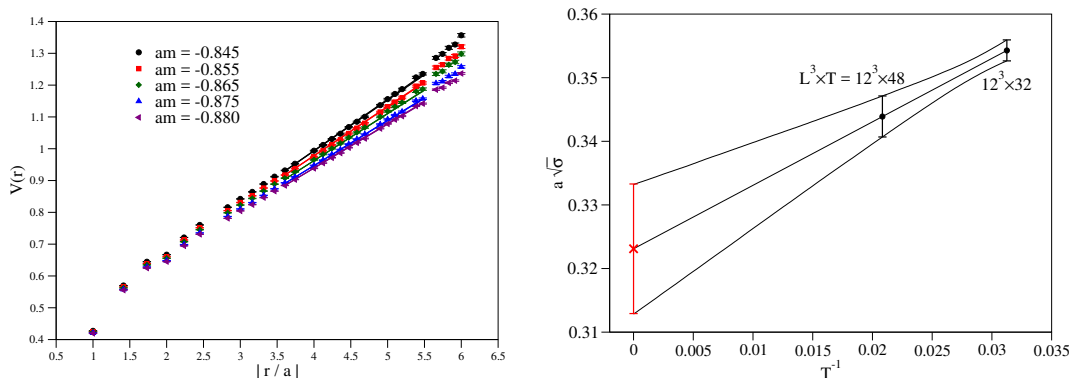 1.4
1.3
1.2
1.1
1
0.9
0.8
0.7
0.6
0.5
0.4
V(r)
am = -0.845
am = -0.855
am = -0.865
am = -0.875
am = -0.880
0.5 1 1.5 2 2.5 3 3.5 4 4.5 5 5.5 6 6.5
| r / a |
0.36
0.35
0.34
0.33
0.32
0.31
a √σ
L³×T = 12³×48
12³×32
0 0.005 0.01 0.015 0.02 0.025 0.03 0.035
T⁻¹